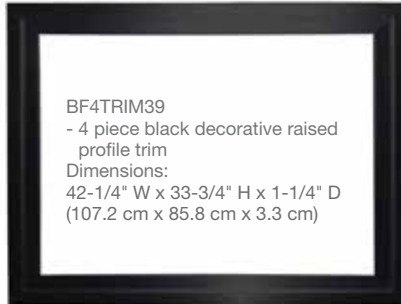 BF4TRIM39
- 4 piece black decorative raised
profile trim
Dimensions:
42-1/4" W x 33-3/4" H x 1-1/4" D
(107.2 cm x 85.8 cm x 3.3 cm)